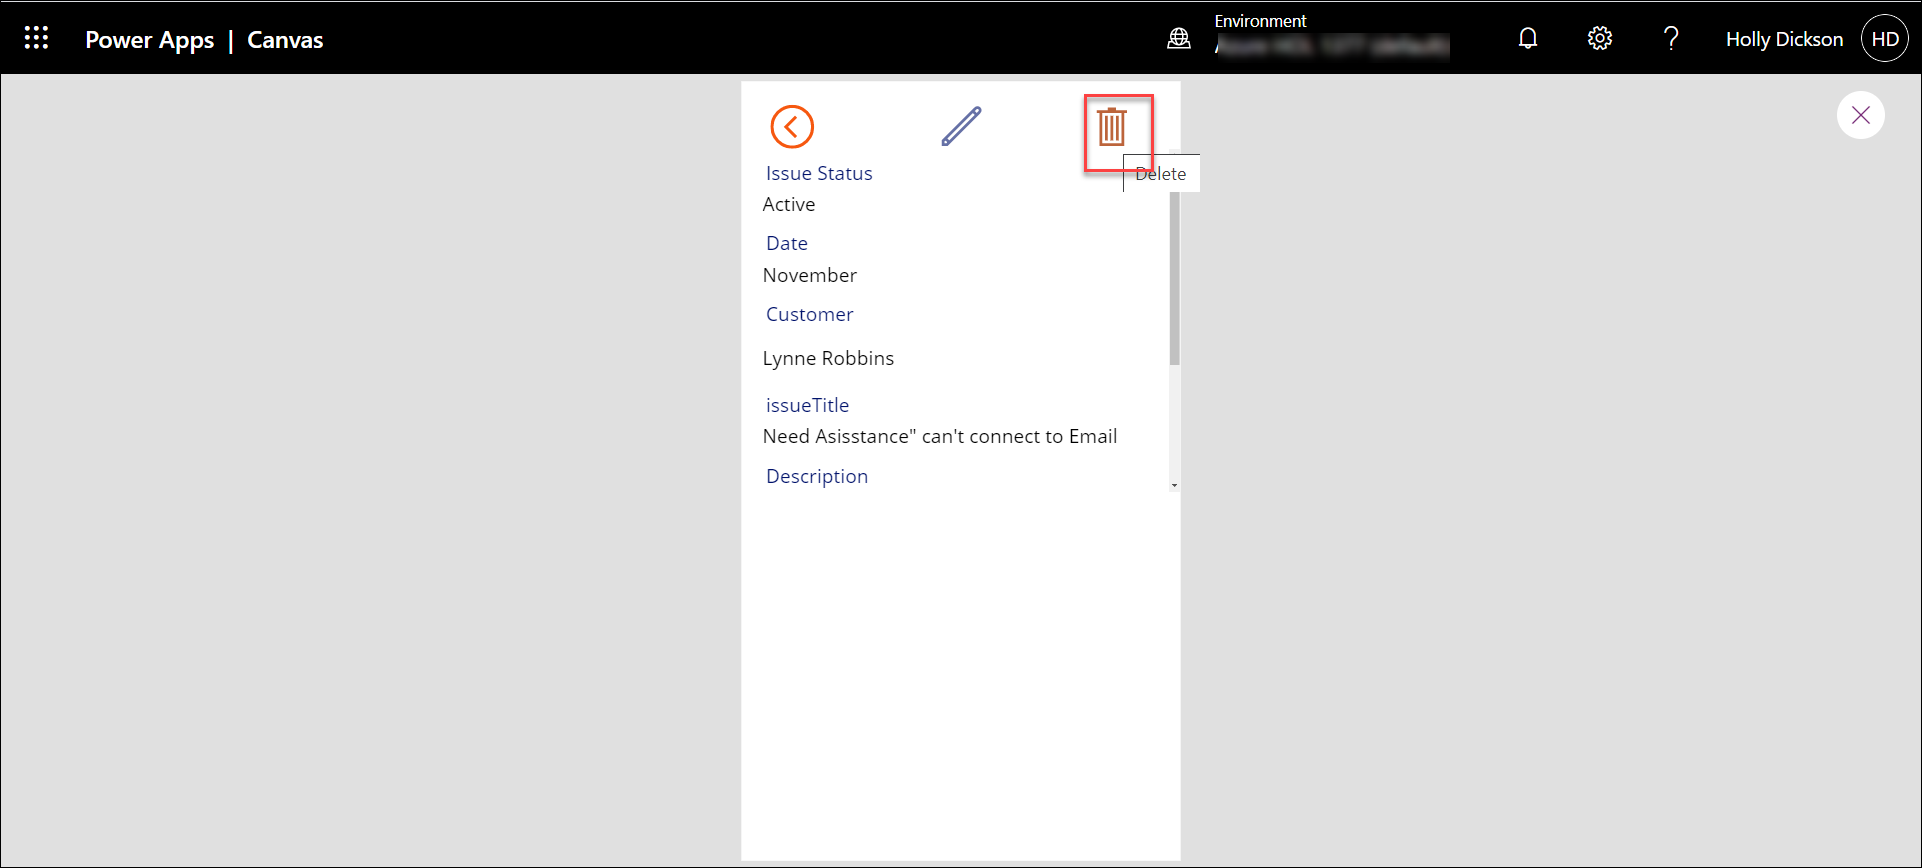 Power Apps | Canvas
Environment
Holly Dickson
HD
Delete
Issue Status
Active
Date
November
Customer
Lynne Robbins
issueTitle
Need Asisstance" can't connect to Email
Description